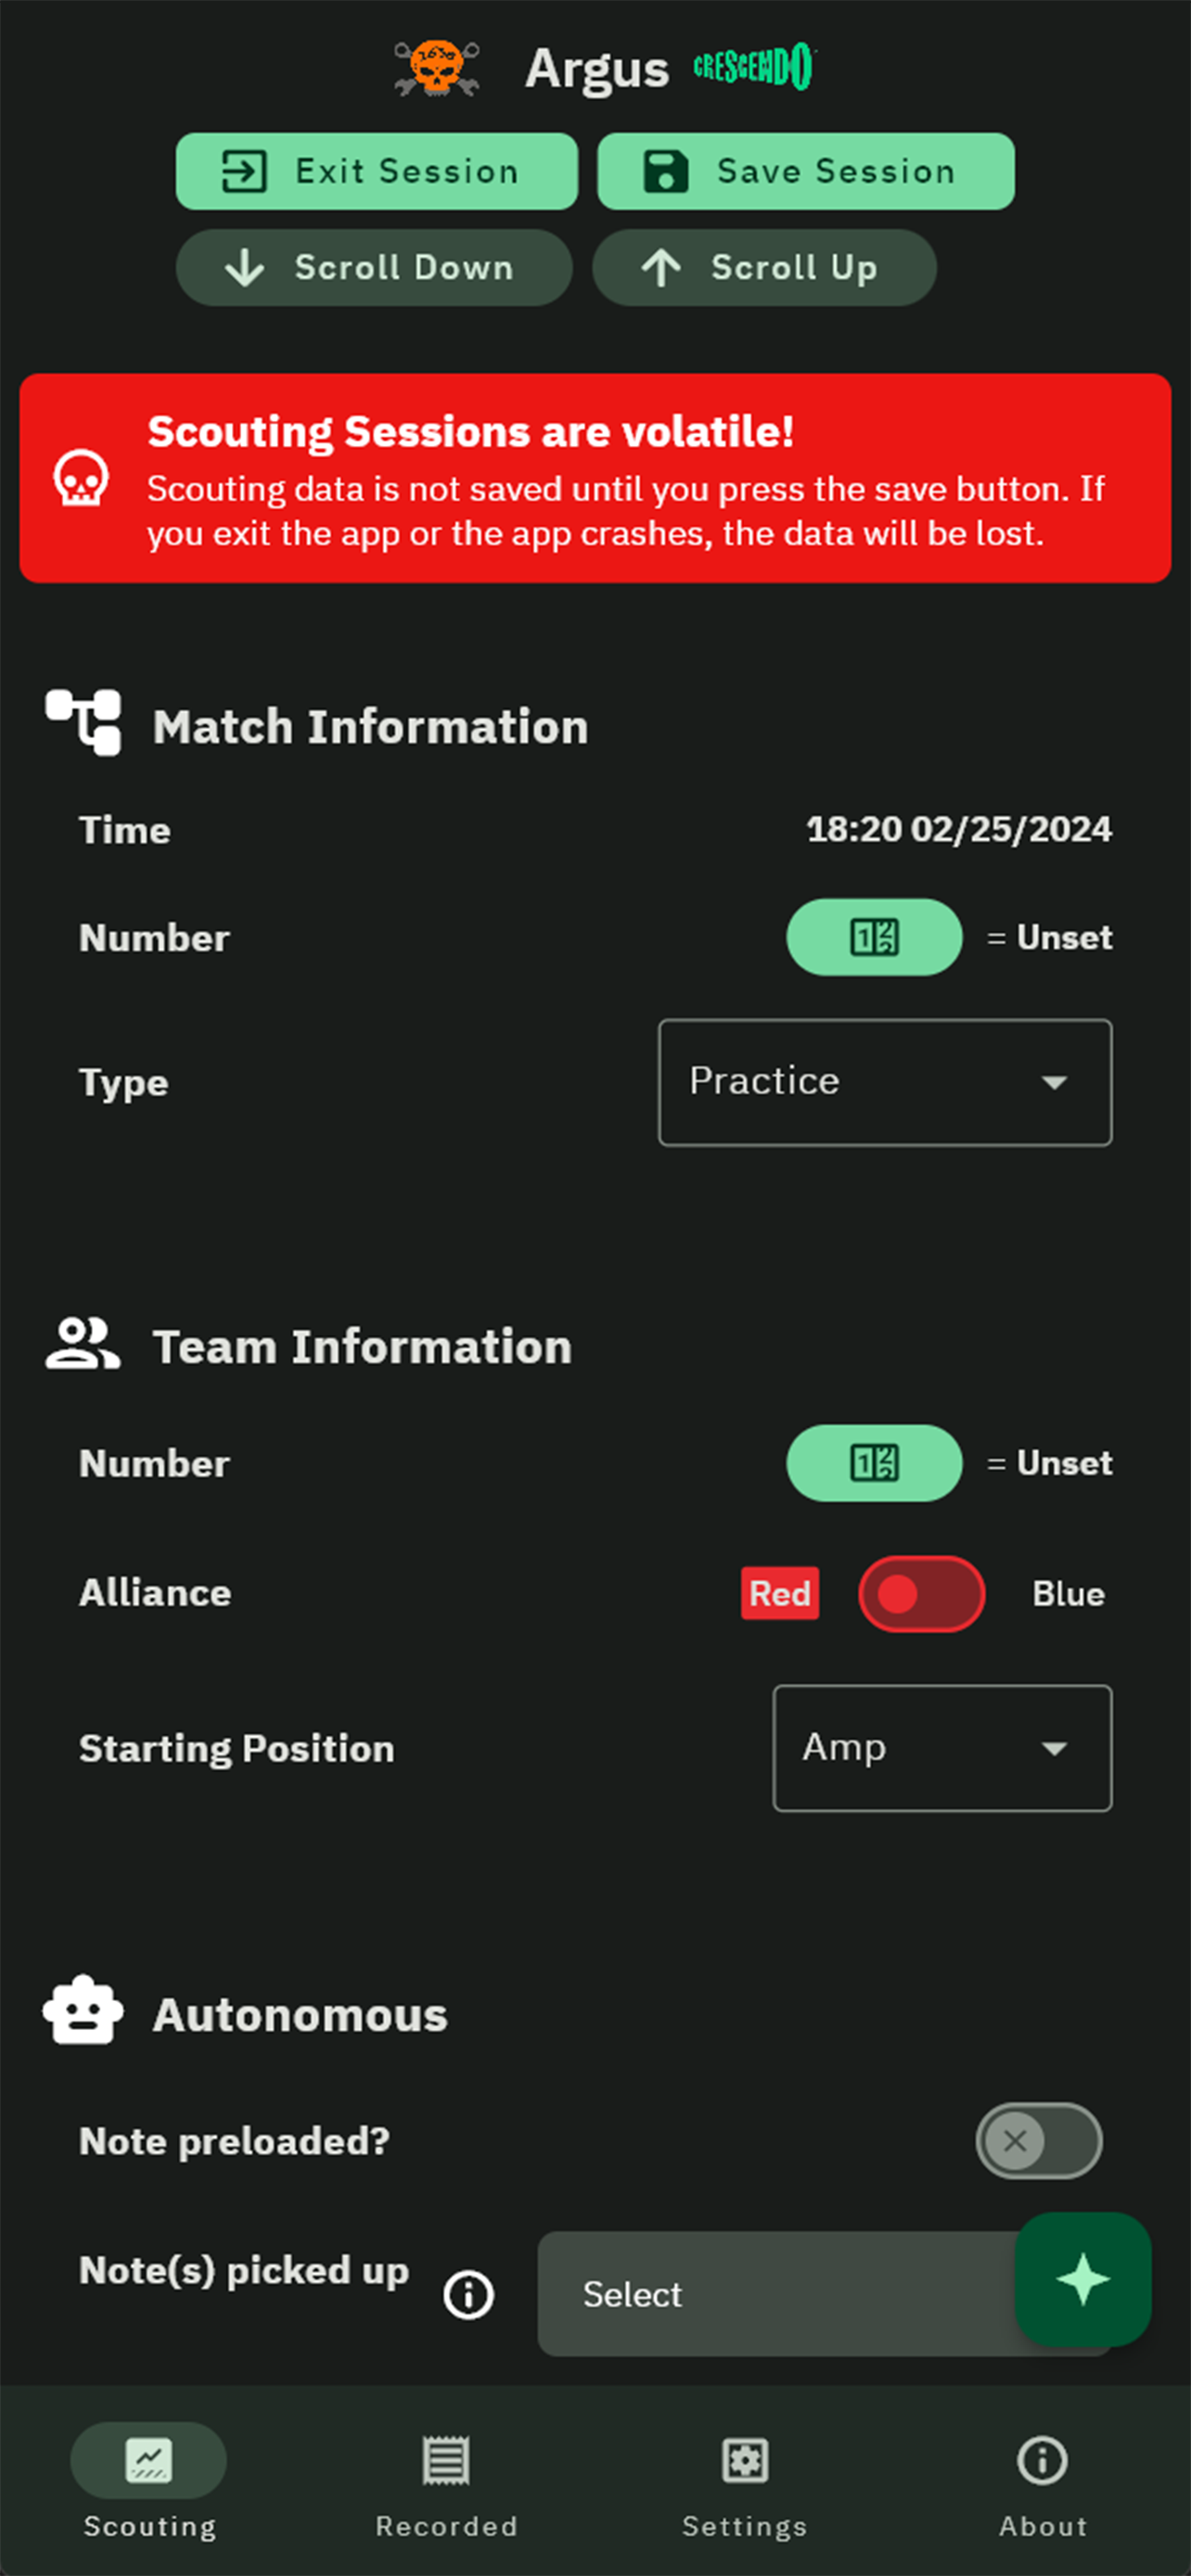 Argus CRESCENDO
Exit Session Save Session
Scroll Down Scroll Up
Scouting Sessions are volatile!
Scouting data is not saved until you press the save button. If
you exit the app or the app crashes, the data will be lost.
Match Information
Time 18:20 02/25/2024
Number = Unset
Type Practice
Team Information
Number = Unset
Alliance Red Blue
Starting Position Amp
Autonomous
Note preloaded?
Note(s) picked up Select
Scouting Recorded Settings About